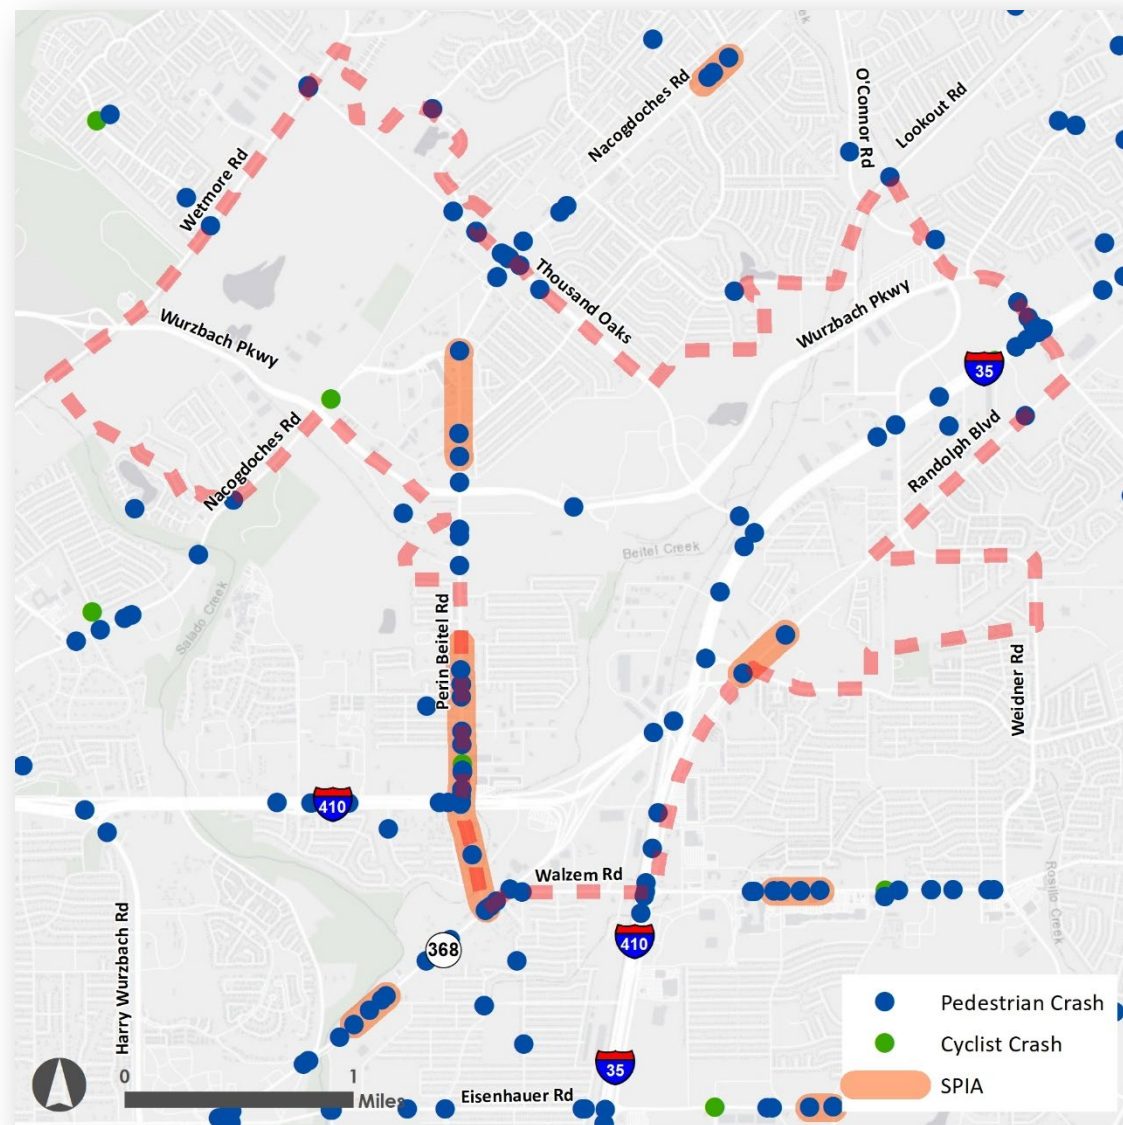 Nacogdoches Rd
O'Connor Rd
Lookout Rd
Wetmore Rd
Thousand Oaks
Wurzbach Pkwy
Wurzbach Pkwy
35
Nacogdoches Rd
Randolph Blvd
Beitel Creek
Salado Creek
Perin Beitel Rd
Weidner Rd
410
Walzem Rd
Rosillo Creek
368
410
Harry Wurzbach Rd
Pedestrian Crash
Cyclist Crash
SPIA
35
0 1
Miles
Eisenhauer Rd